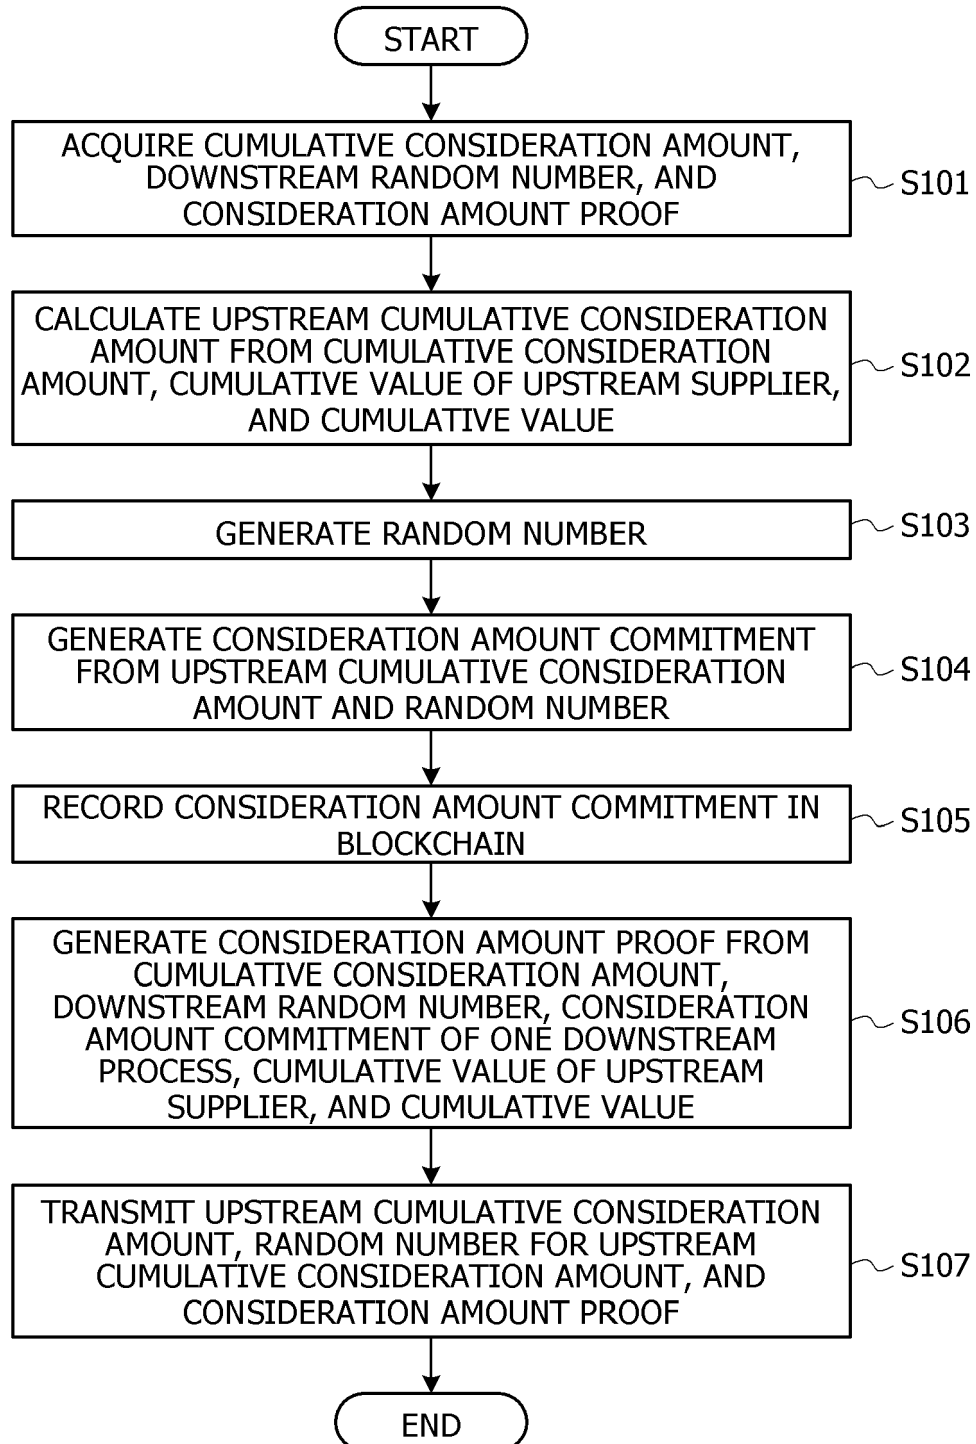 START
ACQUIRE CUMULATIVE CONSIDERATION AMOUNT,
DOWNSTREAM RANDOM NUMBER, AND
CONSIDERATION AMOUNT PROOF
S101
CALCULATE UPSTREAM CUMULATIVE CONSIDERATION
AMOUNT FROM CUMULATIVE CONSIDERATION
AMOUNT, CUMULATIVE VALUE OF UPSTREAM SUPPLIER,
AND CUMULATIVE VALUE
S102
GENERATE RANDOM NUMBER
S103
GENERATE CONSIDERATION AMOUNT COMMITMENT
FROM UPSTREAM CUMULATIVE CONSIDERATION
AMOUNT AND RANDOM NUMBER
S104
RECORD CONSIDERATION AMOUNT COMMITMENT IN
BLOCKCHAIN
S105
GENERATE CONSIDERATION AMOUNT PROOF FROM
CUMULATIVE CONSIDERATION AMOUNT,
DOWNSTREAM RANDOM NUMBER, CONSIDERATION
AMOUNT COMMITMENT OF ONE DOWNSTREAM
PROCESS, CUMULATIVE VALUE OF UPSTREAM
SUPPLIER, AND CUMULATIVE VALUE
S106
TRANSMIT UPSTREAM CUMULATIVE CONSIDERATION
AMOUNT, RANDOM NUMBER FOR UPSTREAM
CUMULATIVE CONSIDERATION AMOUNT, AND
CONSIDERATION AMOUNT PROOF
S107
END